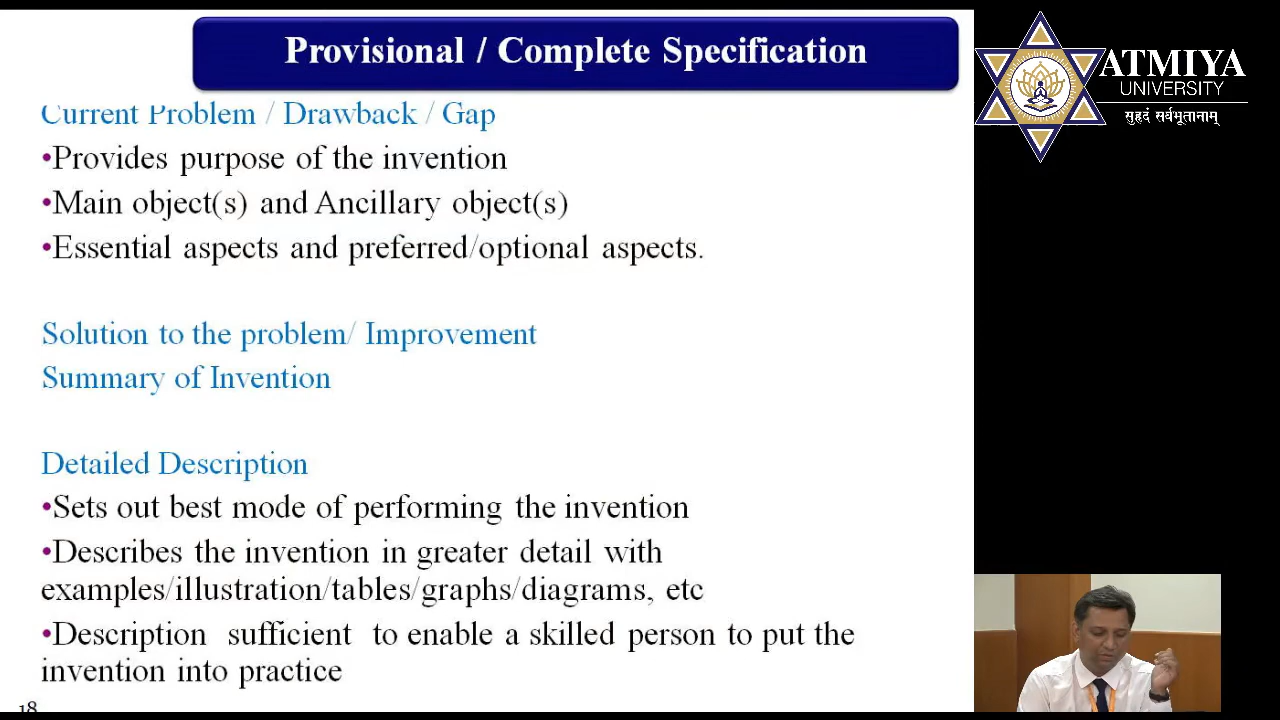 Provisional / Complete Specification
Current Problem / Drawback / Gap
•Provides purpose of the invention
•Main object(s) and Ancillary object(s)
•Essential aspects and preferred/optional aspects.
Solution to the problem/ Improvement
Summary of Invention
Detailed Description
•Sets out best mode of performing the invention
•Describes the invention in greater detail with
examples/illustration/tables/graphs/diagrams, etc
•Description sufficient to enable a skilled person to put the
invention into practice
18
ATMIYA
UNIVERSITY
सुहृदं सर्वभूतानाम्